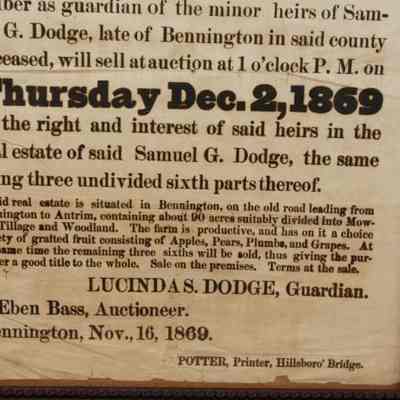 ber as guardian of the minor heirs of Sam-
G. Dodge, late of Bennington in said county
ceased, will sell at auction at 1 o'clock P. M. on
Thursday Dec. 2, 1869
the right and interest of said heirs in the
l estate of said Samuel G. Dodge, the same
ng three undivided sixth parts thereof.
id real estate is situated in Bennington, on the old road leading from
nington to Antrim, containing about 90 acres suitably divided into Mow-
Tillage and Woodland. The farm is productive, and has on it a choice
ety of grafted fruit consisting of Apples, Pears, Plumbs, and Grapes. At
same time the remaining three sixths will be sold, thus giving the pur-
er a good title to the whole. Sale on the premises. Terms at the sale.
LUCINDA S. DODGE, Guardian.
Eben Bass, Auctioneer.
ennington, Nov., 16, 1869.
POTTER, Printer, Hillsboro' Bridge.